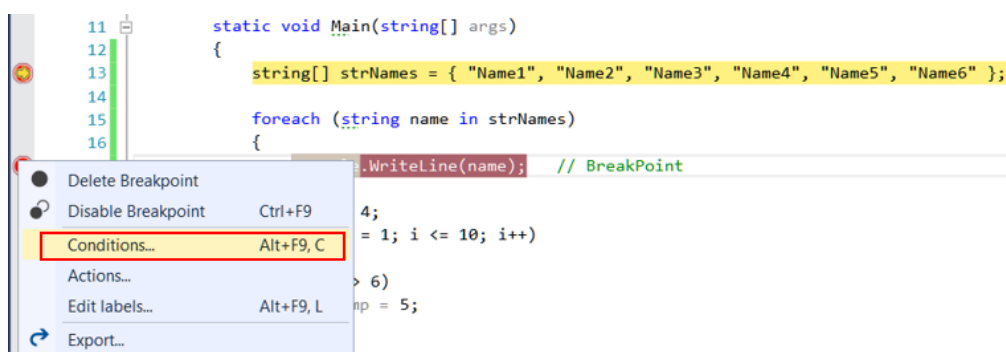 11 static void Main(string[] args)
12 {
13 string[] strNames = { "Name1", "Name2", "Name3", "Name4", "Name5", "Name6" };
14
15 foreach (string name in strNames)
16 {
.WriteLine(name); // BreakPoint
Delete Breakpoint
Disable Breakpoint Ctrl+F9 4;
Conditions... Alt+F9, C = 1; i <= 10; i++)
Actions... > 6)
Edit labels... Alt+F9, L mp = 5;
Export...